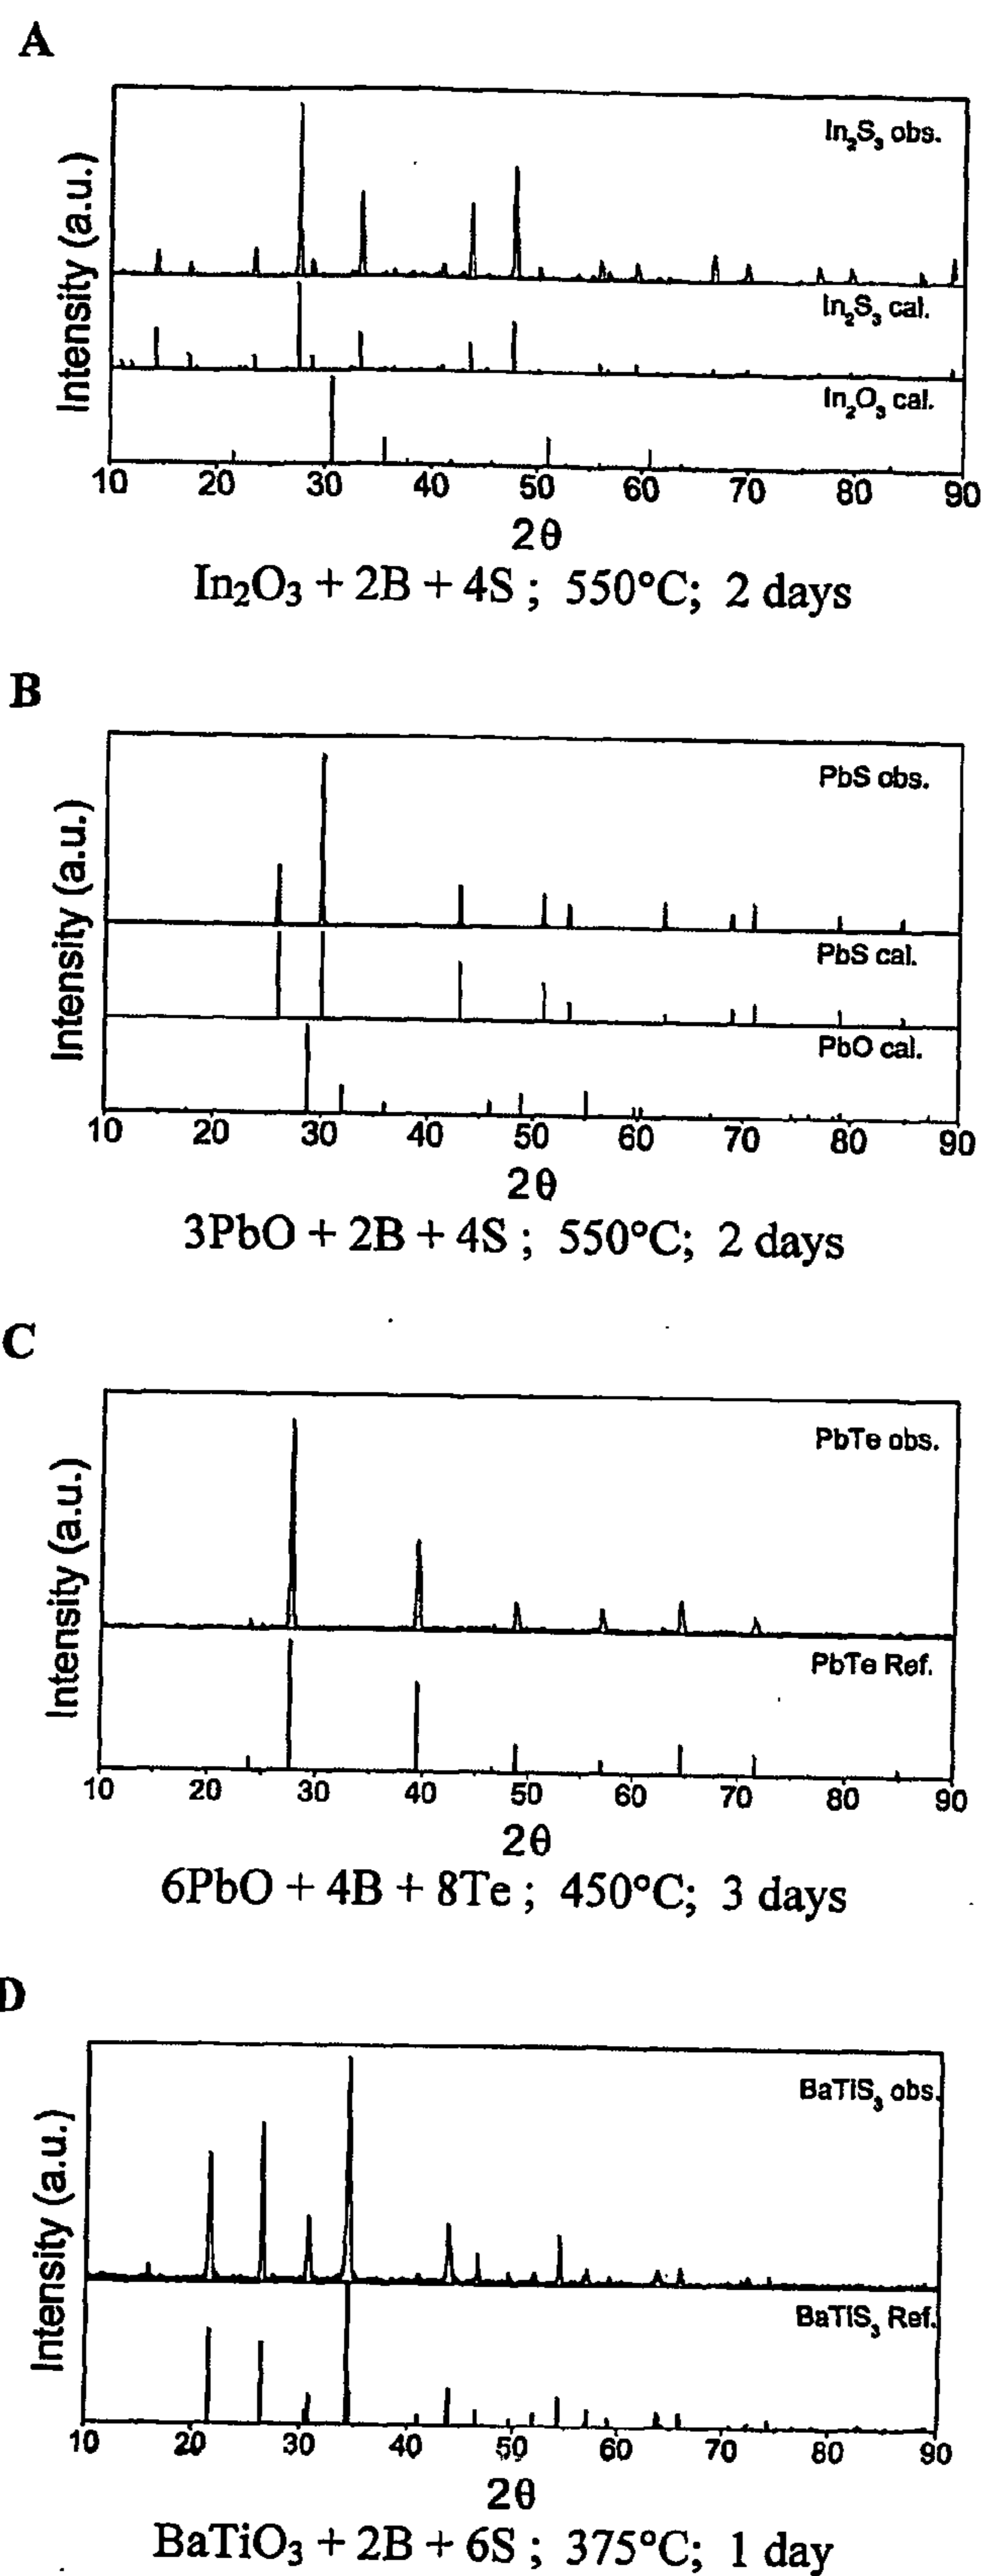 A
Intensity (a.u.)
In₂S₃ obs.
In₂S₃ cal.
In₂O₃ cal.
10 20 30 40 50 60 70 80 90
2θ
In₂O₃ + 2B + 4S ; 550°C; 2 days
B
Intensity (a.u.)
PbS obs.
PbS cal.
PbO cal.
10 20 30 40 50 60 70 80 90
2θ
3PbO + 2B + 4S ; 550°C; 2 days
C
Intensity (a.u.)
PbTe obs.
PbTe Ref.
10 20 30 40 50 60 70 80 90
2θ
6PbO + 4B + 8Te ; 450°C; 3 days
D
Intensity (a.u.)
BaTiS₃ obs.
BaTiS₃ Ref.
10 20 30 40 50 60 70 80 90
2θ
BaTiO₃ + 2B + 6S ; 375°C; 1 day